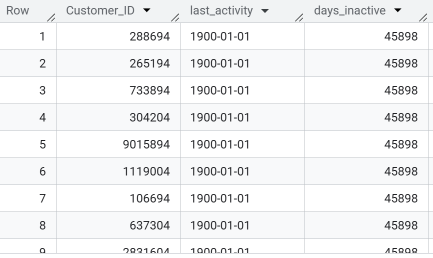 Row Customer_ID last_activity days_inactive
1 288694 1900-01-01 45898
2 265194 1900-01-01 45898
3 733894 1900-01-01 45898
4 304204 1900-01-01 45898
5 9015894 1900-01-01 45898
6 1119004 1900-01-01 45898
7 106694 1900-01-01 45898
8 637304 1900-01-01 45898
9 2831604 1900-01-01 45898